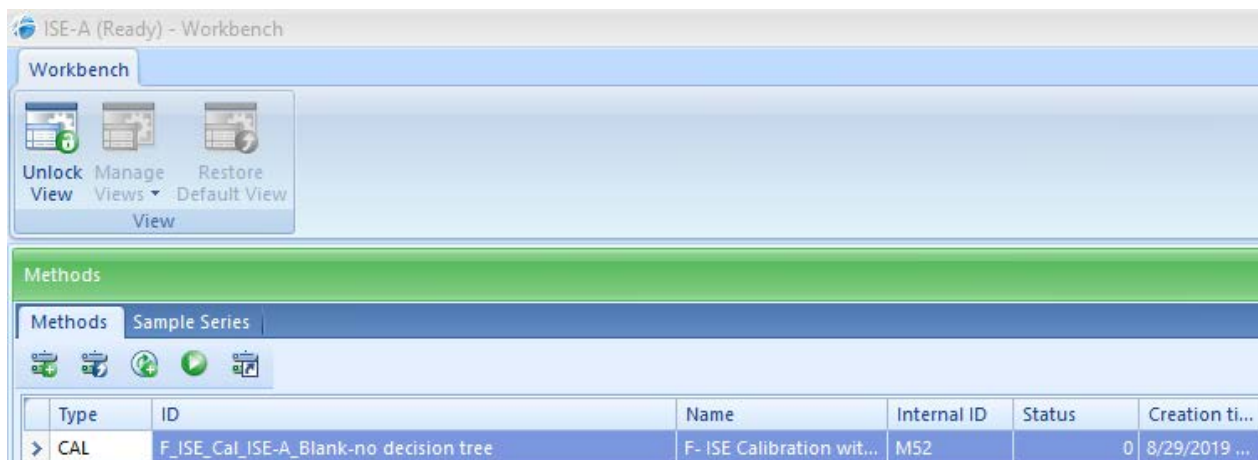 ISE-A (Ready) - Workbench
Workbench
Unlock View
Manage Views
Restore Default View
View
Methods
Methods Sample Series
Type ID Name Internal ID Status Creation ti...
CAL F_ISE_Cal_ISE-A_Blank-no decision tree F- ISE Calibration wit... M52 0 8/29/2019 ...